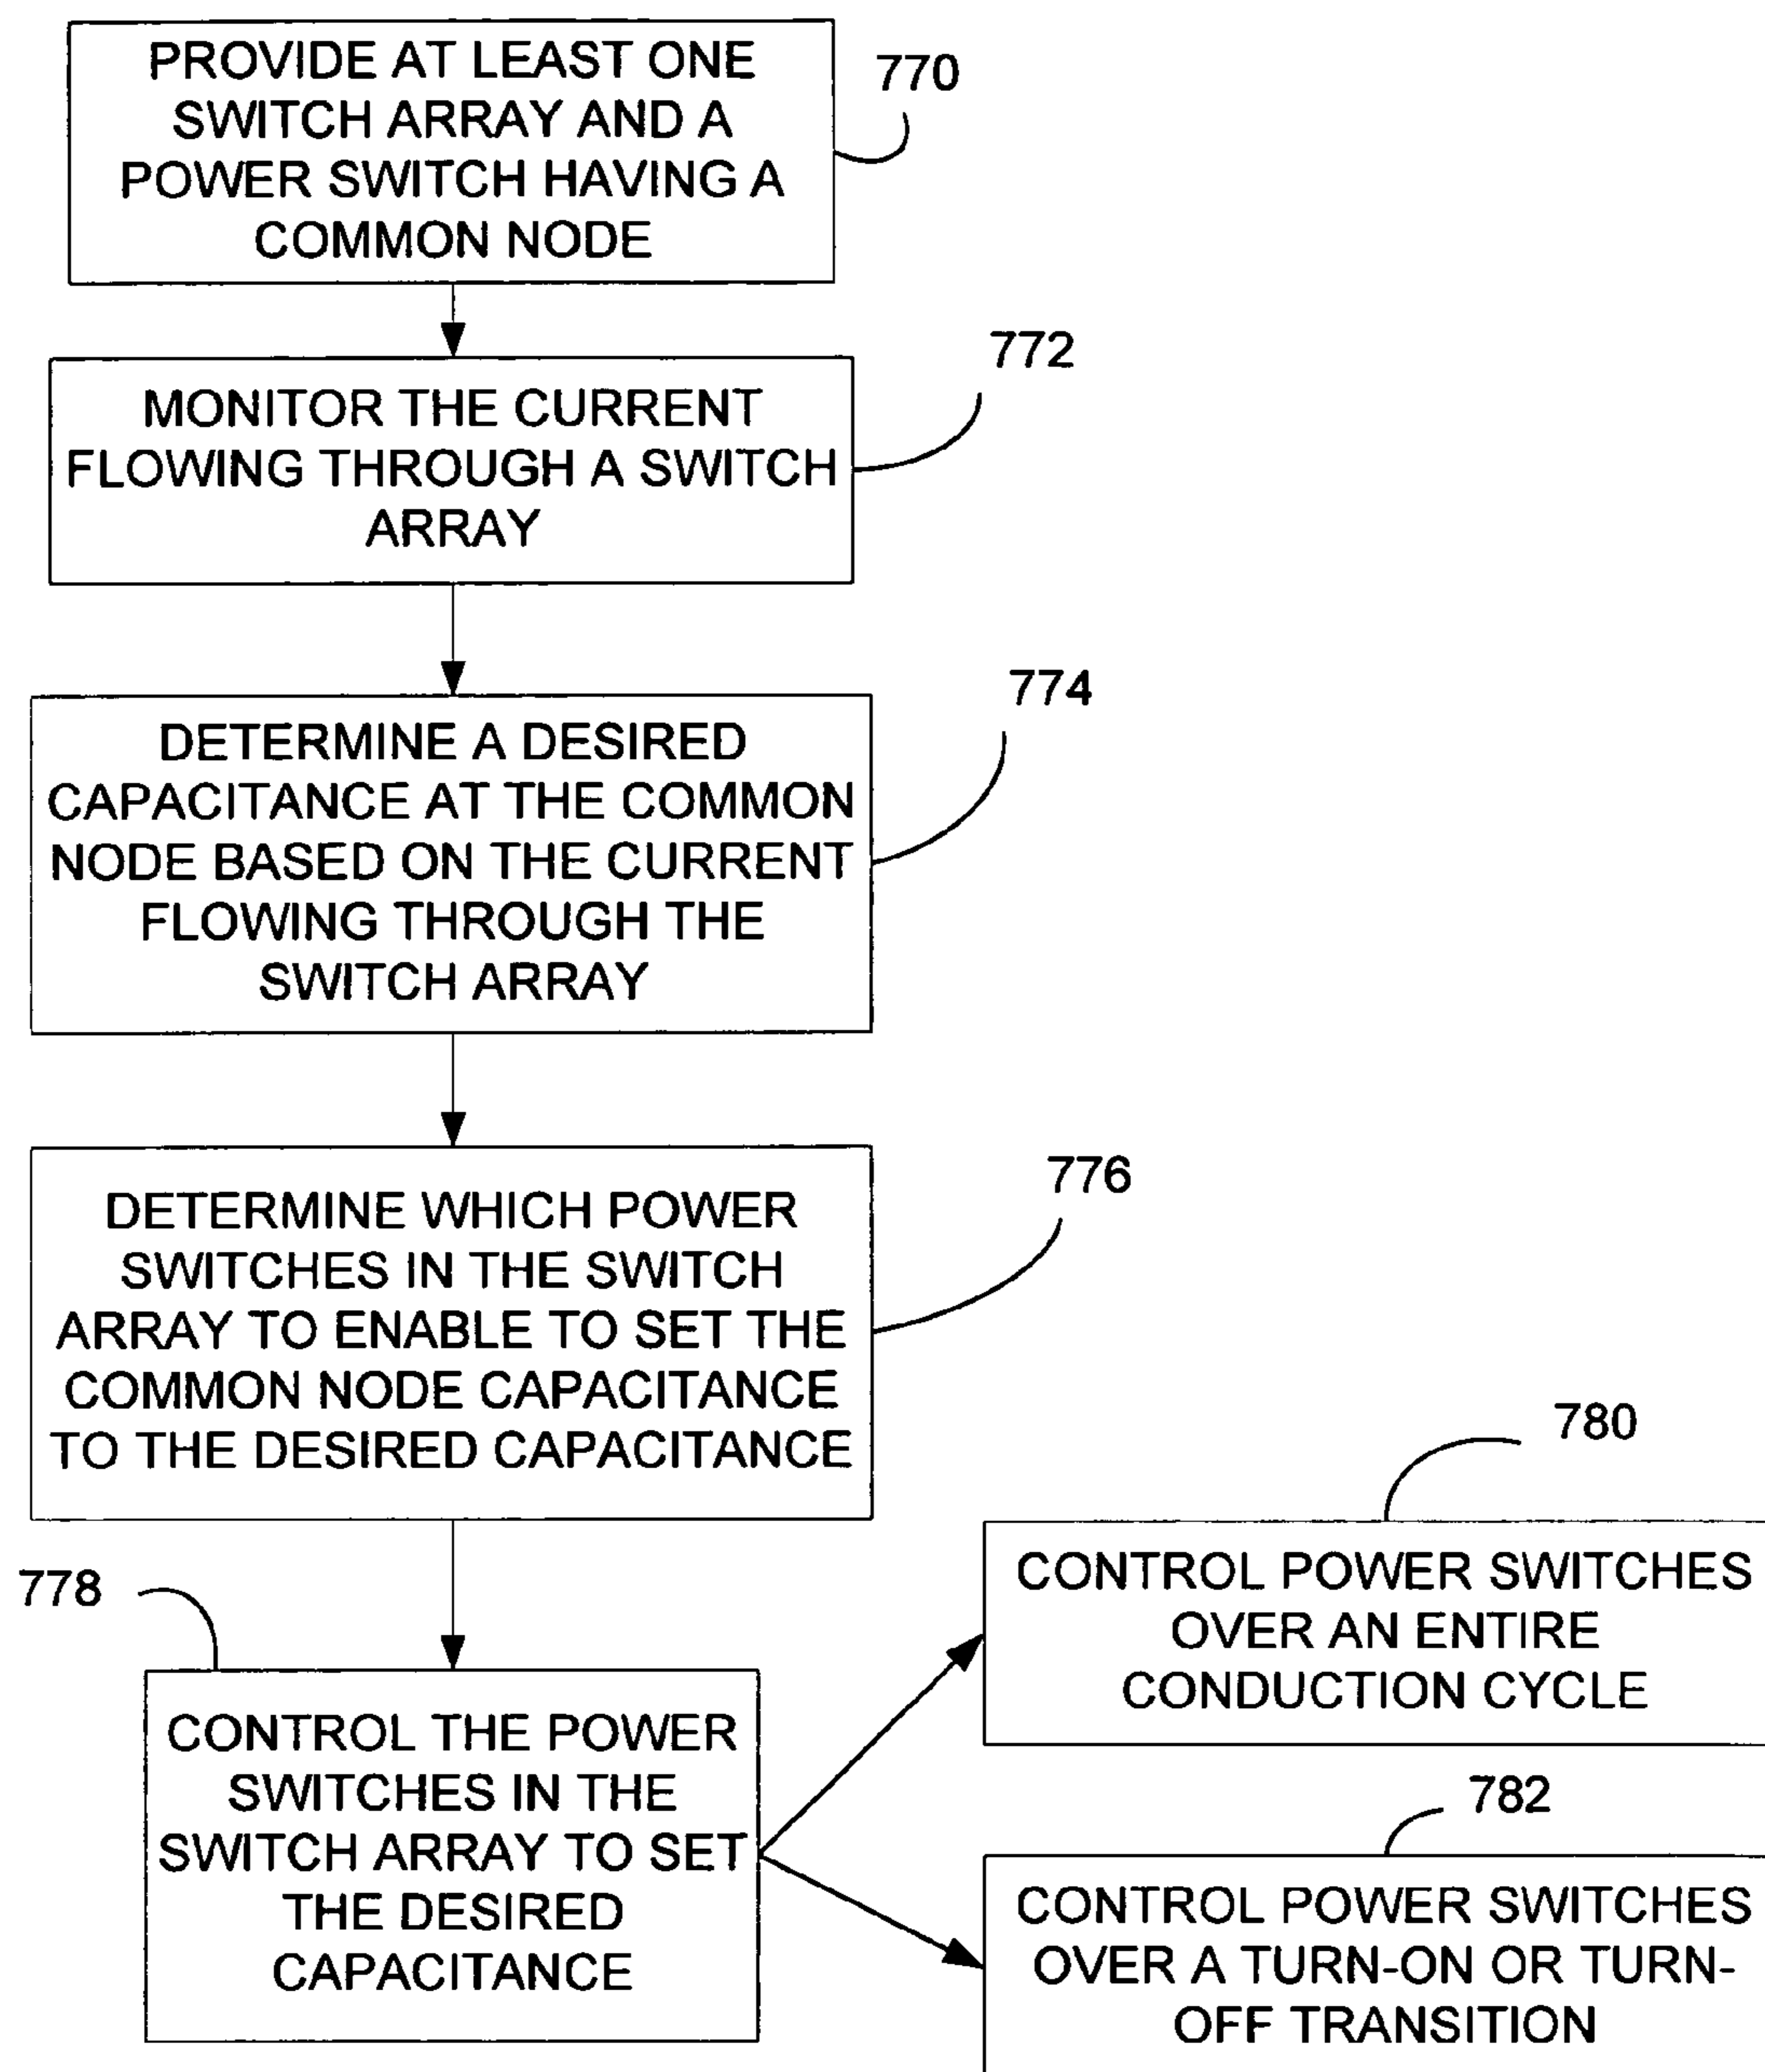 PROVIDE AT LEAST ONE
SWITCH ARRAY AND A
POWER SWITCH HAVING A
COMMON NODE
770
MONITOR THE CURRENT
FLOWING THROUGH A SWITCH
ARRAY
772
DETERMINE A DESIRED
CAPACITANCE AT THE COMMON
NODE BASED ON THE CURRENT
FLOWING THROUGH THE
SWITCH ARRAY
774
DETERMINE WHICH POWER
SWITCHES IN THE SWITCH
ARRAY TO ENABLE TO SET THE
COMMON NODE CAPACITANCE
TO THE DESIRED CAPACITANCE
776
778
CONTROL THE POWER
SWITCHES IN THE
SWITCH ARRAY TO SET
THE DESIRED
CAPACITANCE
780
CONTROL POWER SWITCHES
OVER AN ENTIRE
CONDUCTION CYCLE
782
CONTROL POWER SWITCHES
OVER A TURN-ON OR TURN-
OFF TRANSITION